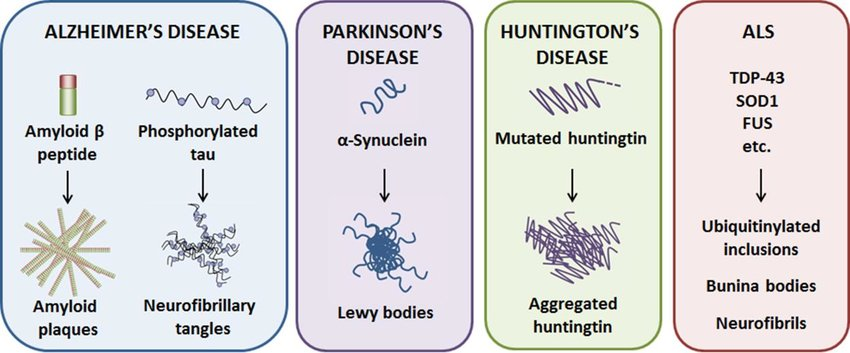 ALZHEIMER'S DISEASE
Amyloid β
peptide
Phosphorylated
tau
Amyloid
plaques
Neurofibrillary
tangles
PARKINSON'S
DISEASE
α-Synuclein
Lewy bodies
HUNTINGTON'S
DISEASE
Mutated huntingtin
Aggregated
huntingtin
ALS
TDP-43
SOD1
FUS
etc.
Ubiquitinylated
inclusions
Bunina bodies
Neurofibrils